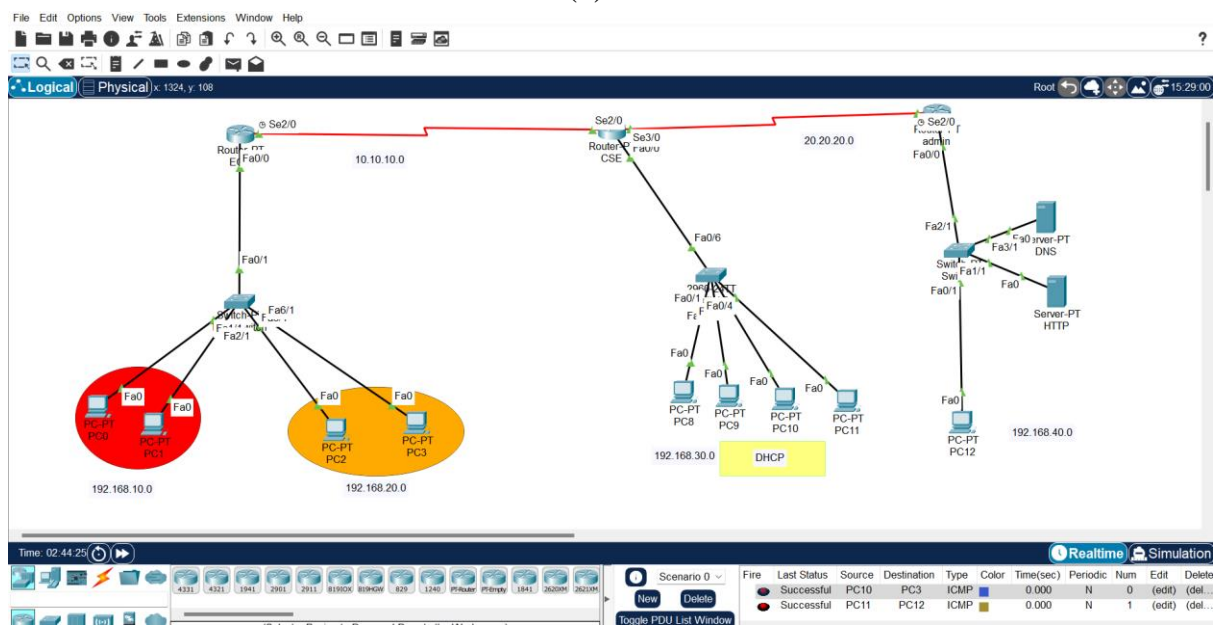 (a)
File Edit Options View Tools Extensions Window Help
?
Logical Physical x: 1324, y: 108 Root 15:29:00
Se2/0
Fa0/0
10.10.10.0
Se2/0
Se3/0
CSE
20.20.20.0
Se2/0
admin
Fa0/0
Fa0/1
Fa6/1
Fa2/1
Fa0
Fa0
Fa0
Fa0
PC-PT
PC0
PC-PT
PC1
PC-PT
PC2
PC-PT
PC3
192.168.10.0
192.168.20.0
Fa0/6
Fa0/1
Fa0/4
Fa0
Fa0
Fa0
Fa0
PC-PT
PC8
PC-PT
PC9
PC-PT
PC10
PC-PT
PC11
192.168.30.0
DHCP
Fa2/1
Fa3/1
DNS
Fa1/1
Fa0/1
Fa0
Server-PT
HTTP
Fa0
PC-PT
PC12
192.168.40.0
Time: 02:44:25 Realtime Simulation
4331 4321 1941 2901 2911 819IOX 819HGW 829 1240 PT-Router PT-Empty 1841 2620XM 2621XM
Scenario 0
New Delete
Toggle PDU List Window
Fire Last Status Source Destination Type Color Time(sec) Periodic Num Edit Delete
Successful PC10 PC3 ICMP 0.000 N 0 (edit) (del...
Successful PC11 PC12 ICMP 0.000 N 1 (edit) (del...